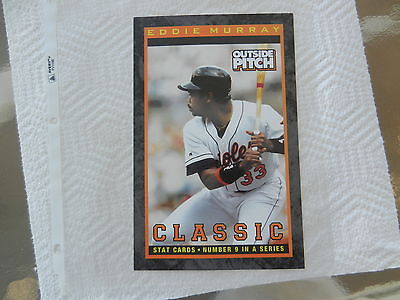 EDDIE MURRAY
OUTSIDE
PITCH
33
CLASSIC
STAT CARDS • NUMBER 9 IN A SERIES